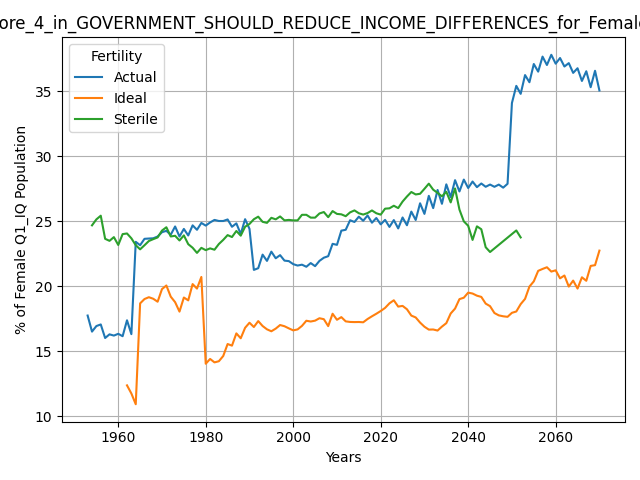 ore_4_in_GOVERNMENT_SHOULD_REDUCE_INCOME_DIFFERENCES_for_Female
Fertility
Actual
Ideal
Sterile
% of Female Q1_IQ Population
35
30
25
20
15
10
1960
1980
2000
2020
2040
2060
Years